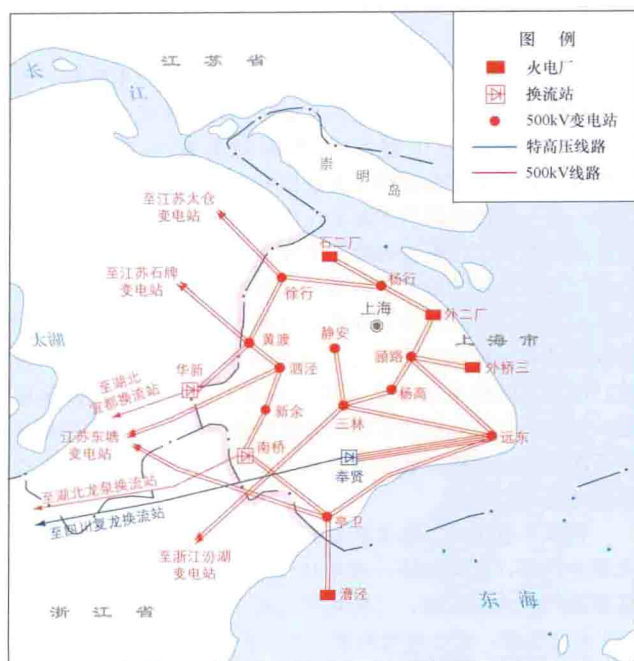 图 例
火电厂
换流站
500kV变电站
特高压线路
500kV线路
江 苏 省
长
江
崇
明
岛
至江苏太仓
变电站
石二厂
至江苏石牌
变电站
徐行
杨行
上海
外二厂
上 海 市
太湖
黄渡
静安
顾路
外桥三
华新
泗泾
至湖北
宜都换流站
杨高
新余
三林
江苏东塘
变电站
南桥
远东
奉贤
至湖北龙泉换流站
至四川复龙换流站
亭卫
至浙江汾湖
变电站
漕泾
浙 江 省
东 海